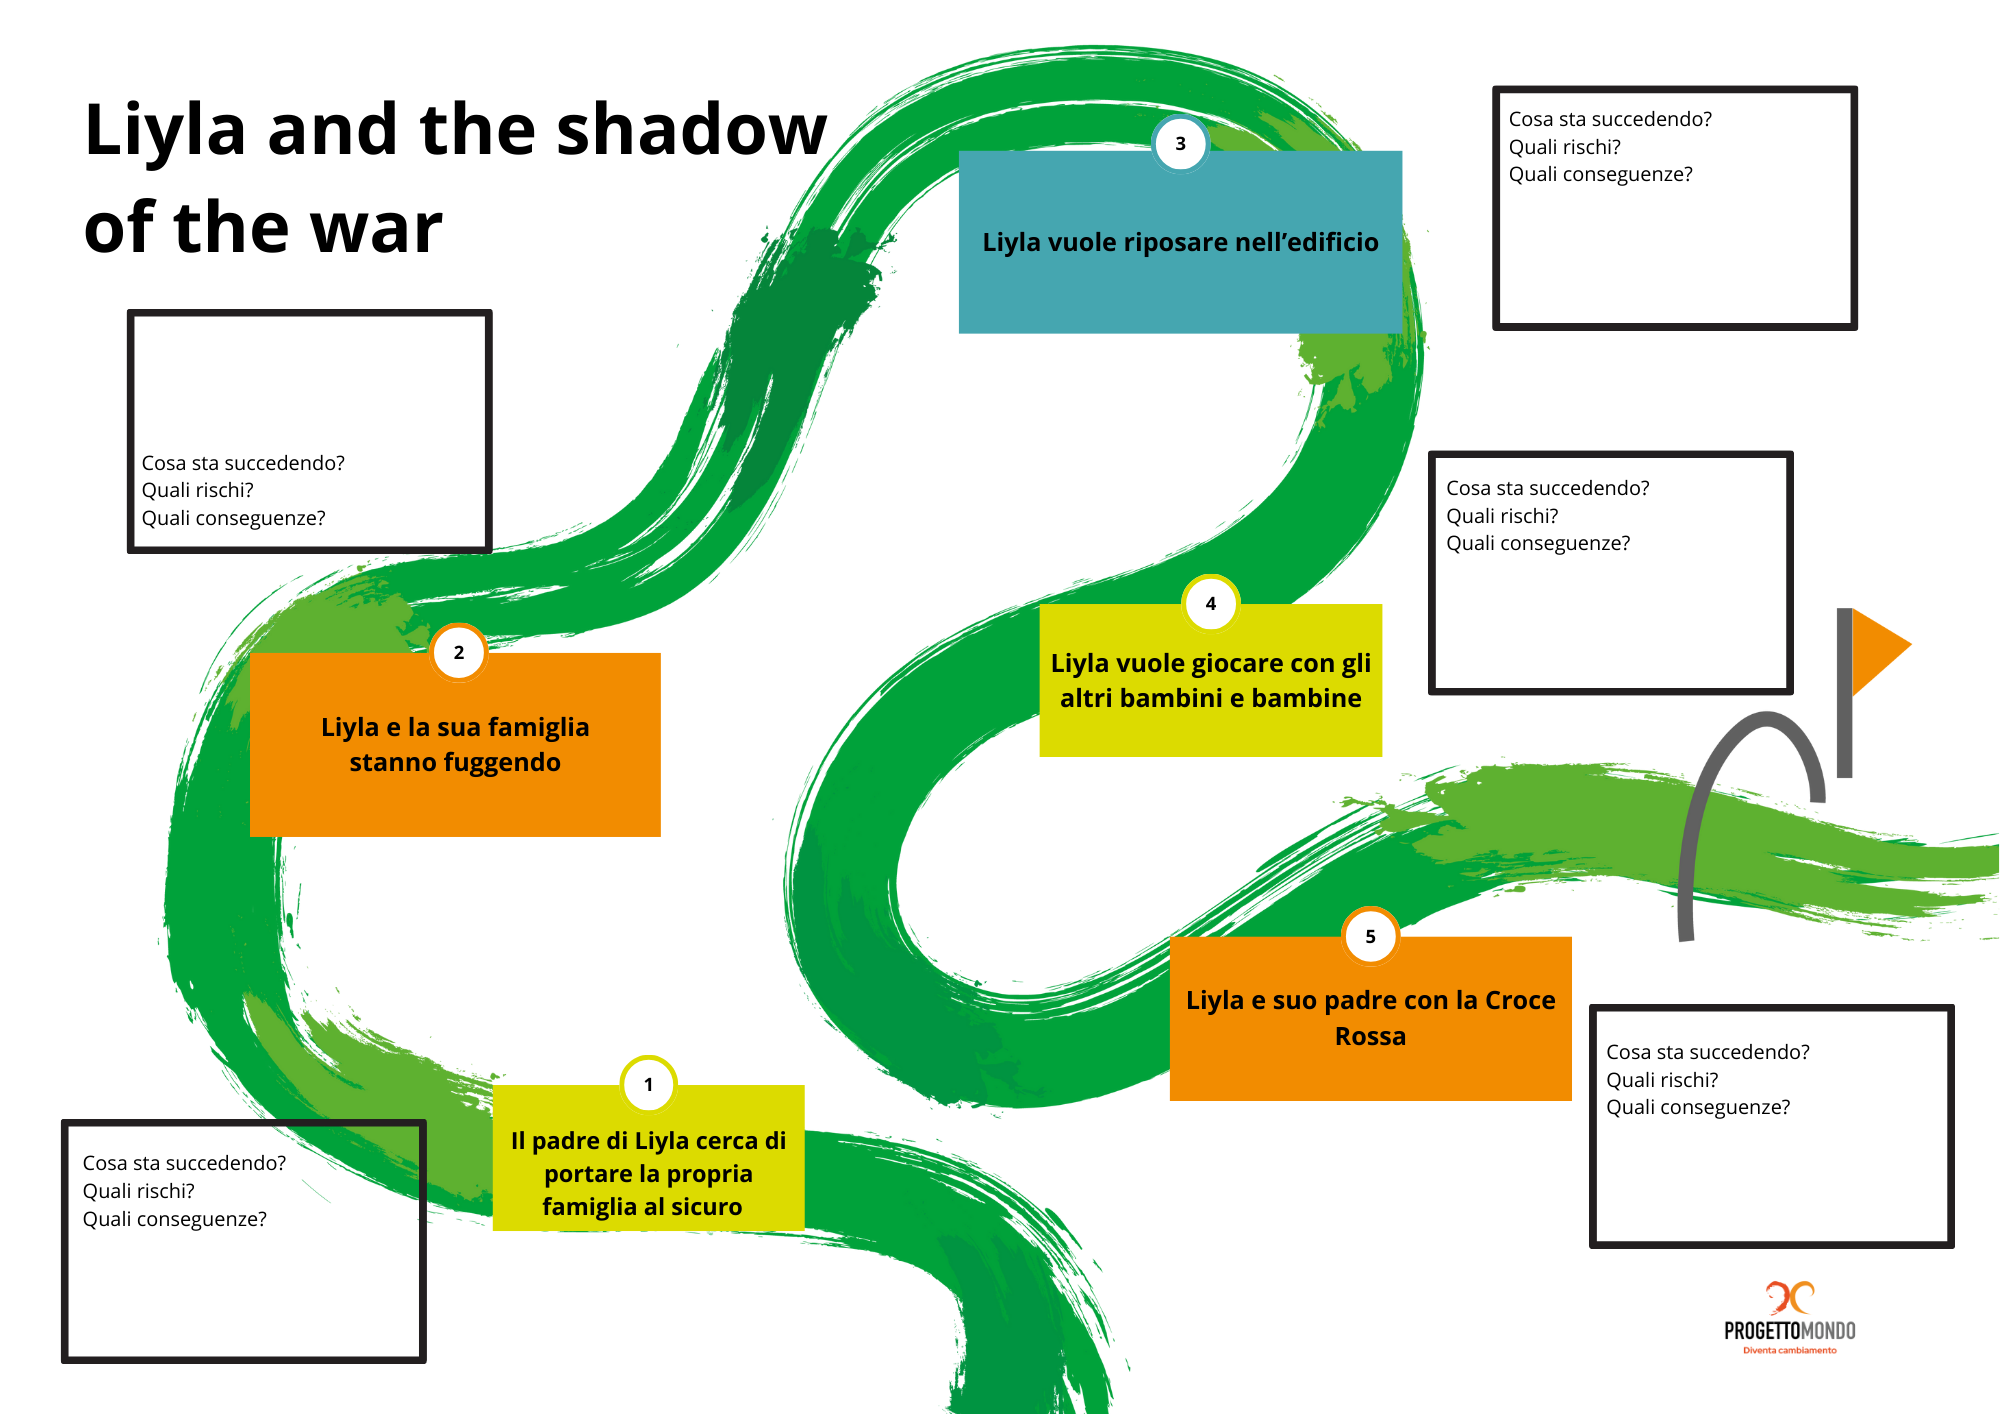 Liyla and the shadow
of the war
Cosa sta succedendo?
Quali rischi?
Quali conseguenze?
3
Liyla vuole riposare nell’edificio
Cosa sta succedendo?
Quali rischi?
Quali conseguenze?
Cosa sta succedendo?
Quali rischi?
Quali conseguenze?
4
Liyla vuole giocare con gli
altri bambini e bambine
2
Liyla e la sua famiglia
stanno fuggendo
5
Liyla e suo padre con la Croce
Rossa
Cosa sta succedendo?
Quali rischi?
Quali conseguenze?
1
Il padre di Liyla cerca di
portare la propria
famiglia al sicuro
Cosa sta succedendo?
Quali rischi?
Quali conseguenze?
PROGETTOMONDO
Diventa cambiamento